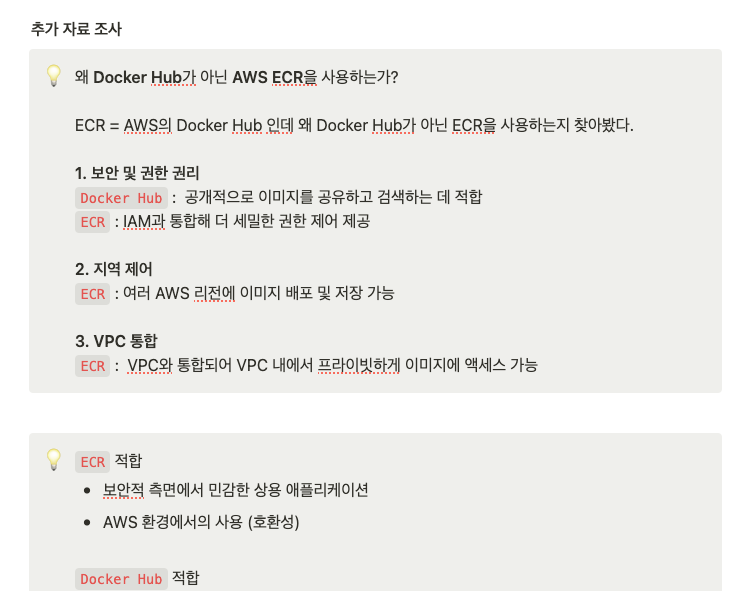 추가 자료 조사
왜 Docker Hub가 아닌 AWS ECR을 사용하는가?
ECR = AWS의 Docker Hub 인데 왜 Docker Hub가 아닌 ECR을 사용하는지 찾아봤다.
1. 보안 및 권한 권리
Docker Hub : 공개적으로 이미지를 공유하고 검색하는 데 적합
ECR : IAM과 통합해 더 세밀한 권한 제어 제공
2. 지역 제어
ECR : 여러 AWS 리전에 이미지 배포 및 저장 가능
3. VPC 통합
ECR : VPC와 통합되어 VPC 내에서 프라이빗하게 이미지에 액세스 가능
ECR 적합
• 보안적 측면에서 민감한 상용 애플리케이션
• AWS 환경에서의 사용 (호환성)
Docker Hub 적합